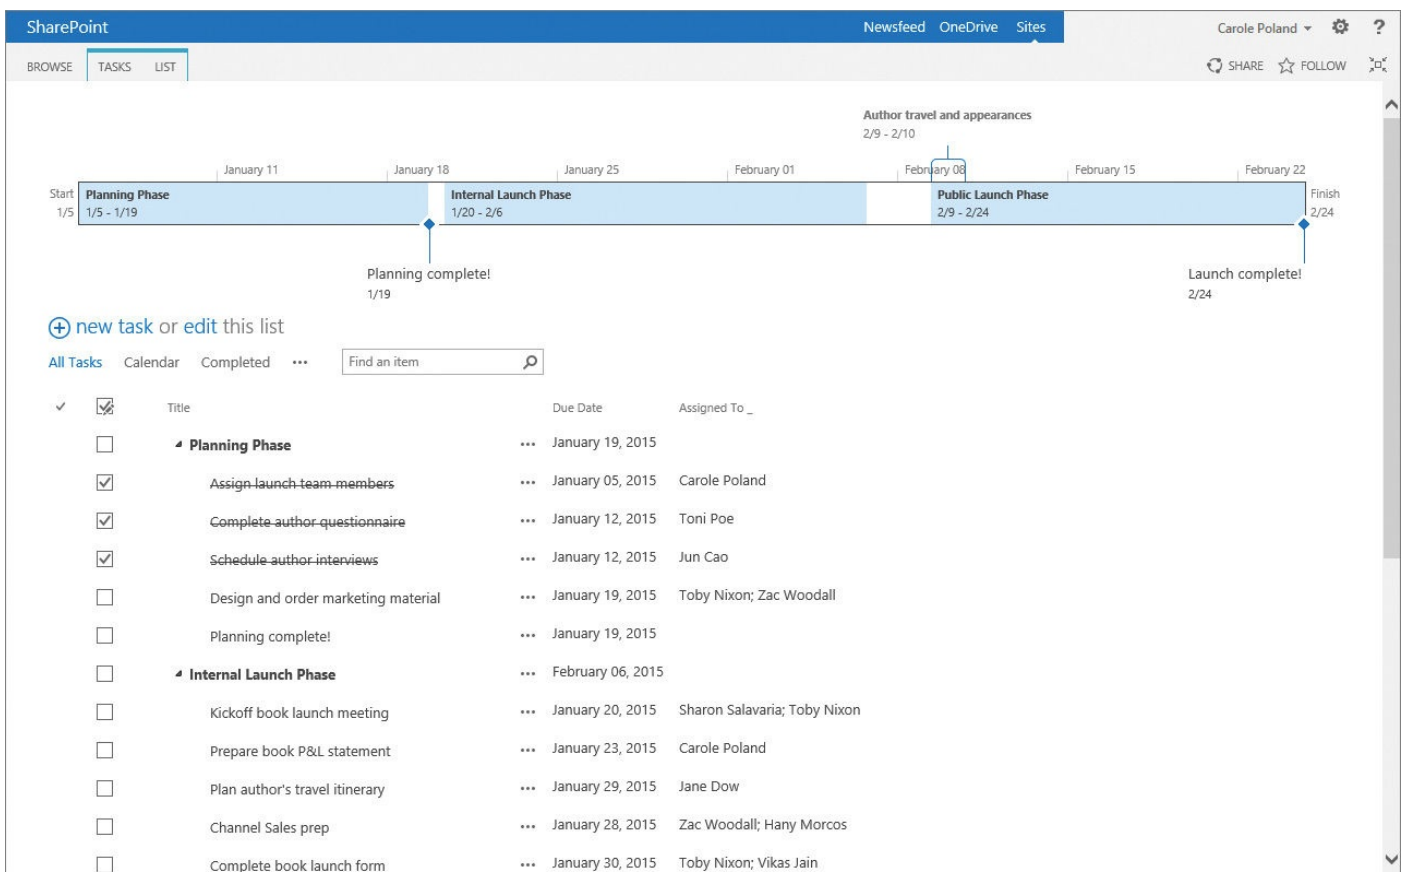 SharePoint Newsfeed OneDrive Sites Carole Poland ?
BROWSE TASKS LIST SHARE FOLLOW
Author travel and appearances
2/9 - 2/10
January 11 January 18 January 25 February 01 February 08 February 15 February 22
Start Planning Phase Internal Launch Phase Public Launch Phase Finish
1/5 1/5 - 1/19 1/20 - 2/6 2/9 - 2/24 2/24
Planning complete! Launch complete!
1/19 2/24
new task or edit this list
All Tasks Calendar Completed ••• Find an item
Title Due Date Assigned To
Planning Phase ••• January 19, 2015
Assign launch team members ••• January 05, 2015 Carole Poland
Complete author questionnaire ••• January 12, 2015 Toni Poe
Schedule author interviews ••• January 12, 2015 Jun Cao
Design and order marketing material ••• January 19, 2015 Toby Nixon; Zac Woodall
Planning complete! ••• January 19, 2015
Internal Launch Phase ••• February 06, 2015
Kickoff book launch meeting ••• January 20, 2015 Sharon Salavaria; Toby Nixon
Prepare book P&L statement ••• January 23, 2015 Carole Poland
Plan author's travel itinerary ••• January 29, 2015 Jane Dow
Channel Sales prep ••• January 28, 2015 Zac Woodall; Hany Morcos
Complete book launch form ••• January 30, 2015 Toby Nixon; Vikas Jain